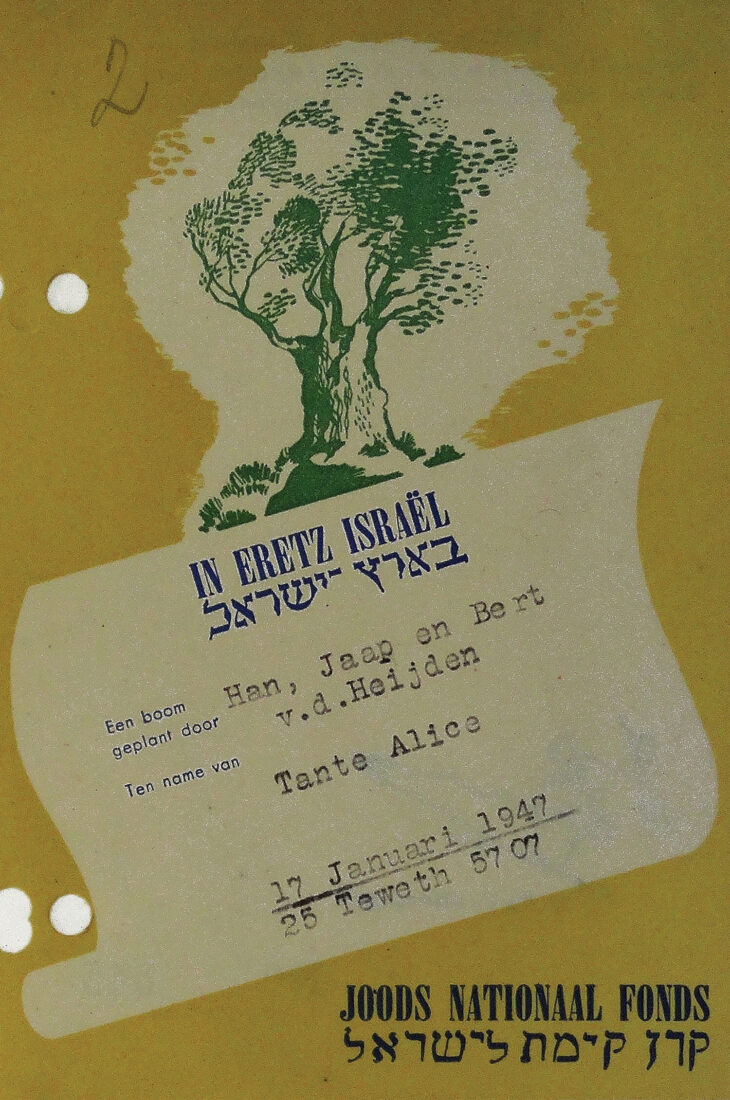 2
IN ERETZ ISRAËL
בארץ ישראל
Een boom
geplant door
Han, Jaap en Bert
v.d.Heijden
Ten name van
Tante Alice
17 Januari 1947
25 Teweth 5707
JOODS NATIONAAL FONDS
קרן קימת לישראל